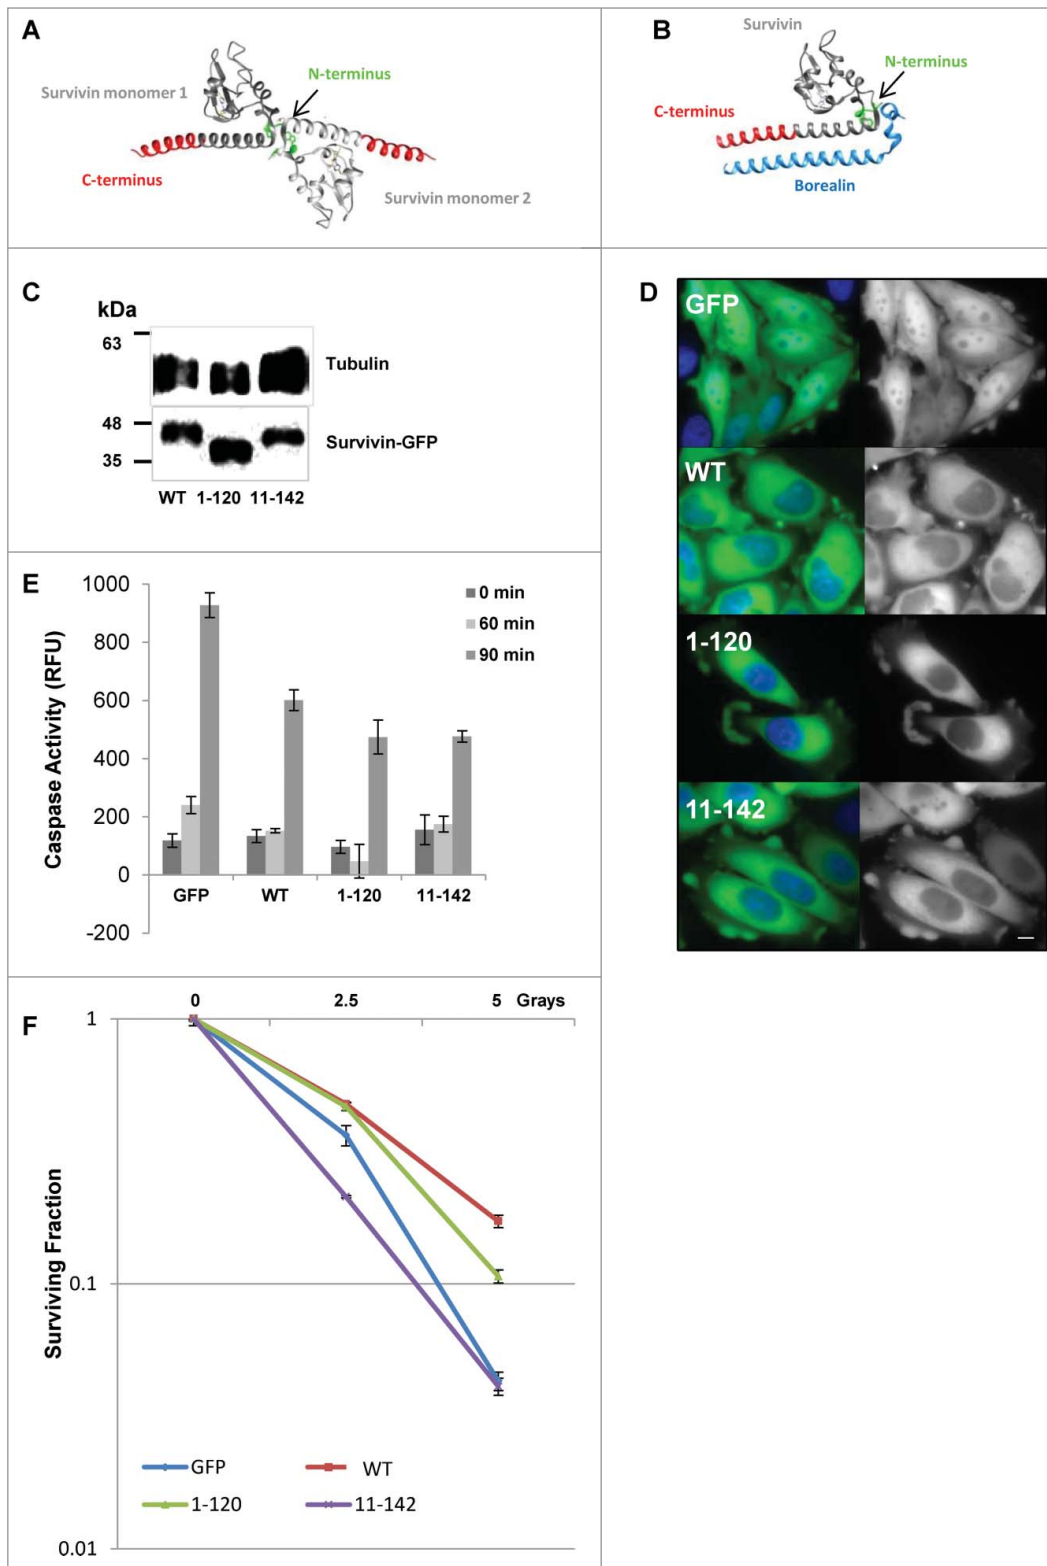 A
N-terminus
Survivin monomer 1
C-terminus
Survivin monomer 2
B
Survivin
N-terminus
C-terminus
Borealin
C
kDa
63
Tubulin
48
35
Survivin-GFP
WT 1-120 11-142
D
GFP
WT
1-120
11-142
E
Caspase Activity (RFU)
1000
800
600
400
200
0
-200
0 min
60 min
90 min
GFP WT 1-120 11-142
F
0 2.5 5 Grays
Surviving Fraction
1
0.1
0.01
GFP WT
1-120 11-142